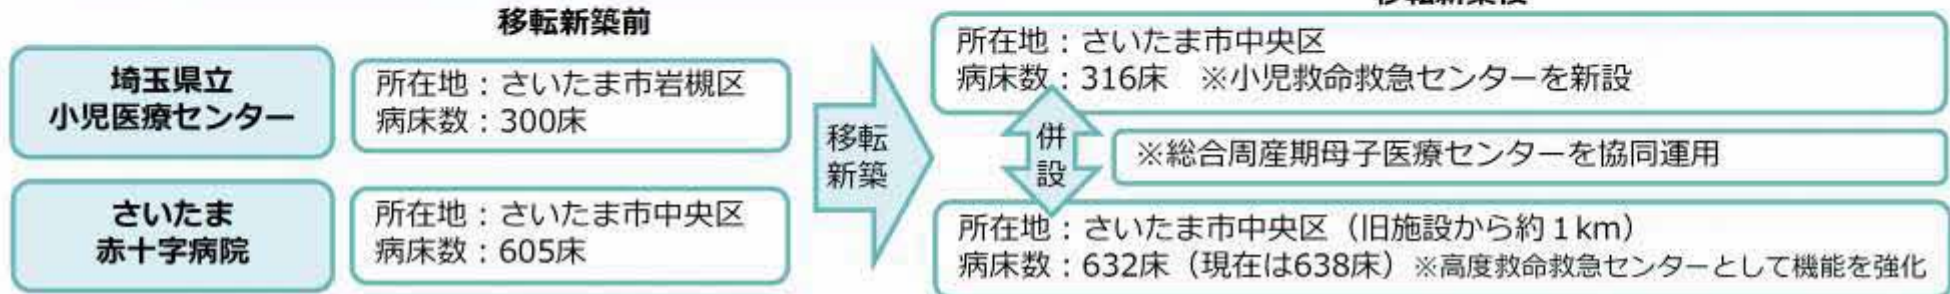 移転新築前
埼玉県立
小児医療センター
所在地：さいたま市岩槻区
病床数：300床
さいたま
赤十字病院
所在地：さいたま市中央区
病床数：605床
移転
新築
所在地：さいたま市中央区
病床数：316床　※小児救命救急センターを新設
併
設
※総合周産期母子医療センターを協同運用
所在地：さいたま市中央区（旧施設から約１km）
病床数：632床（現在は638床）※高度救命救急センターとして機能を強化